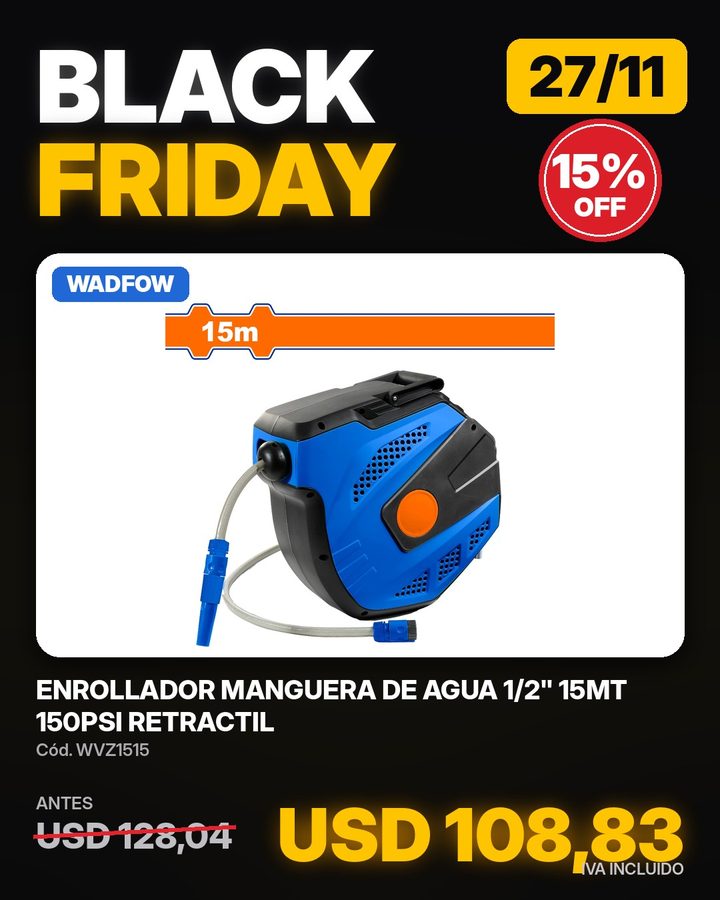 BLACK
FRIDAY
27/11
15%
OFF
WADFOW
15m
ENROLLADOR MANGUERA DE AGUA 1/2" 15MT
150PSI RETRACTIL
Cód. WVZ1515
ANTES
USD 128,04
USD 108,83
IVA INCLUIDO